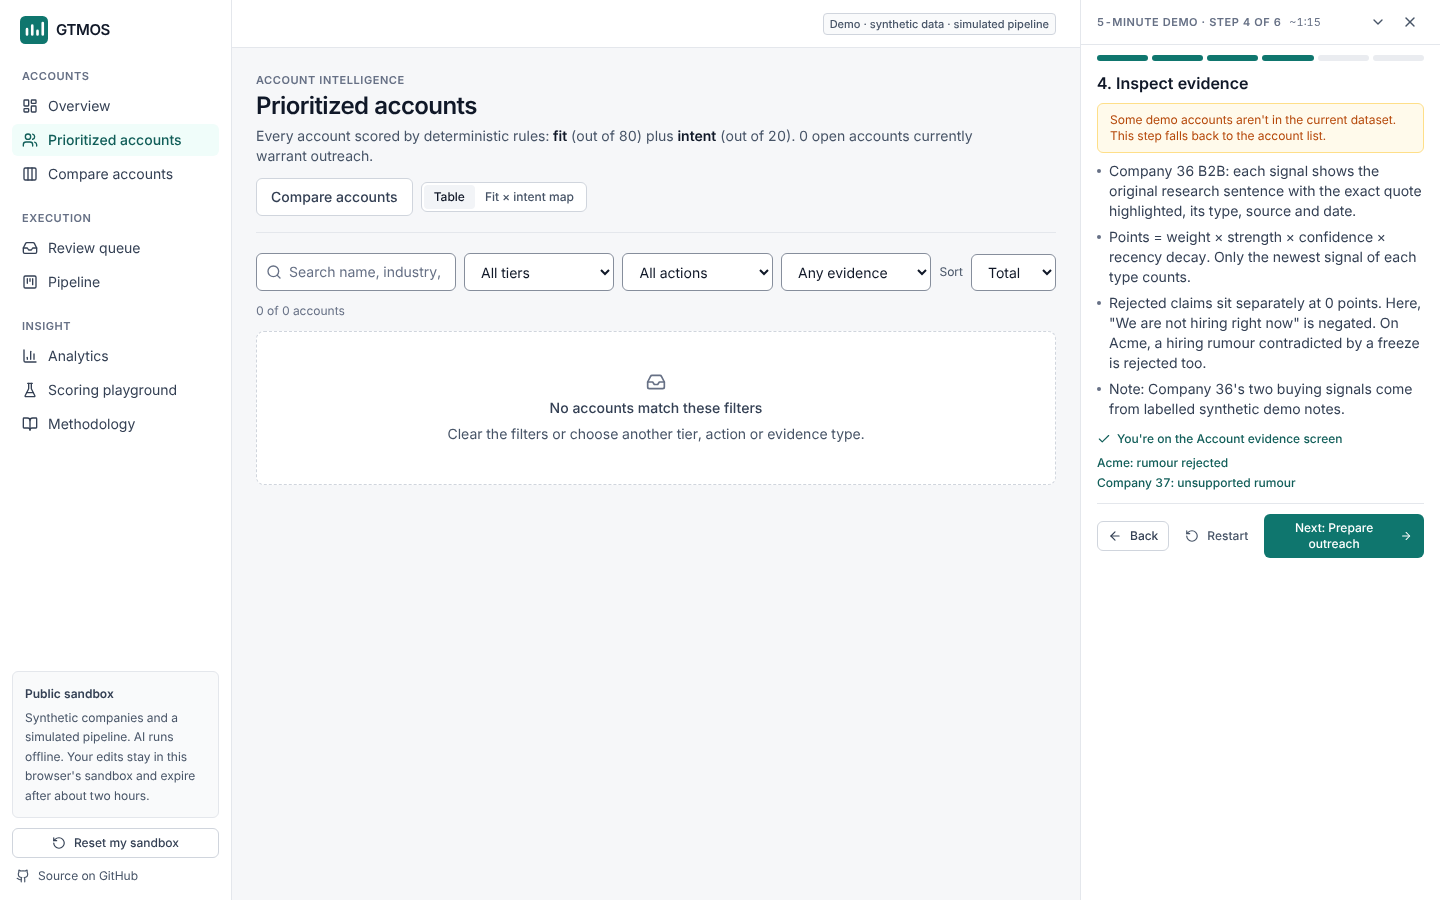 GTMOS
ACCOUNTS
Overview
Prioritized accounts
Compare accounts
EXECUTION
Review queue
Pipeline
INSIGHT
Analytics
Scoring playground
Methodology
Public sandbox
Synthetic companies and a
simulated pipeline. AI runs
offline. Your edits stay in this
browser's sandbox and expire
after about two hours.
Reset my sandbox
Source on GitHub
Demo · synthetic data · simulated pipeline
ACCOUNT INTELLIGENCE
Prioritized accounts
Every account scored by deterministic rules: fit (out of 80) plus intent (out of 20). 0 open accounts currently
warrant outreach.
Compare accounts
Table
Fit × intent map
Search name, industry,
All tiers
All actions
Any evidence
Sort
Total
0 of 0 accounts
No accounts match these filters
Clear the filters or choose another tier, action or evidence type.
5-MINUTE DEMO · STEP 4 OF 6 ~1:15
4. Inspect evidence
Some demo accounts aren't in the current dataset.
This step falls back to the account list.
• Company 36 B2B: each signal shows the
original research sentence with the exact quote
highlighted, its type, source and date.
• Points = weight × strength × confidence ×
recency decay. Only the newest signal of each
type counts.
• Rejected claims sit separately at 0 points. Here,
"We are not hiring right now" is negated. On
Acme, a hiring rumour contradicted by a freeze
is rejected too.
• Note: Company 36's two buying signals come
from labelled synthetic demo notes.
You're on the Account evidence screen
Acme: rumour rejected
Company 37: unsupported rumour
Back
Restart
Next: Prepare
outreach